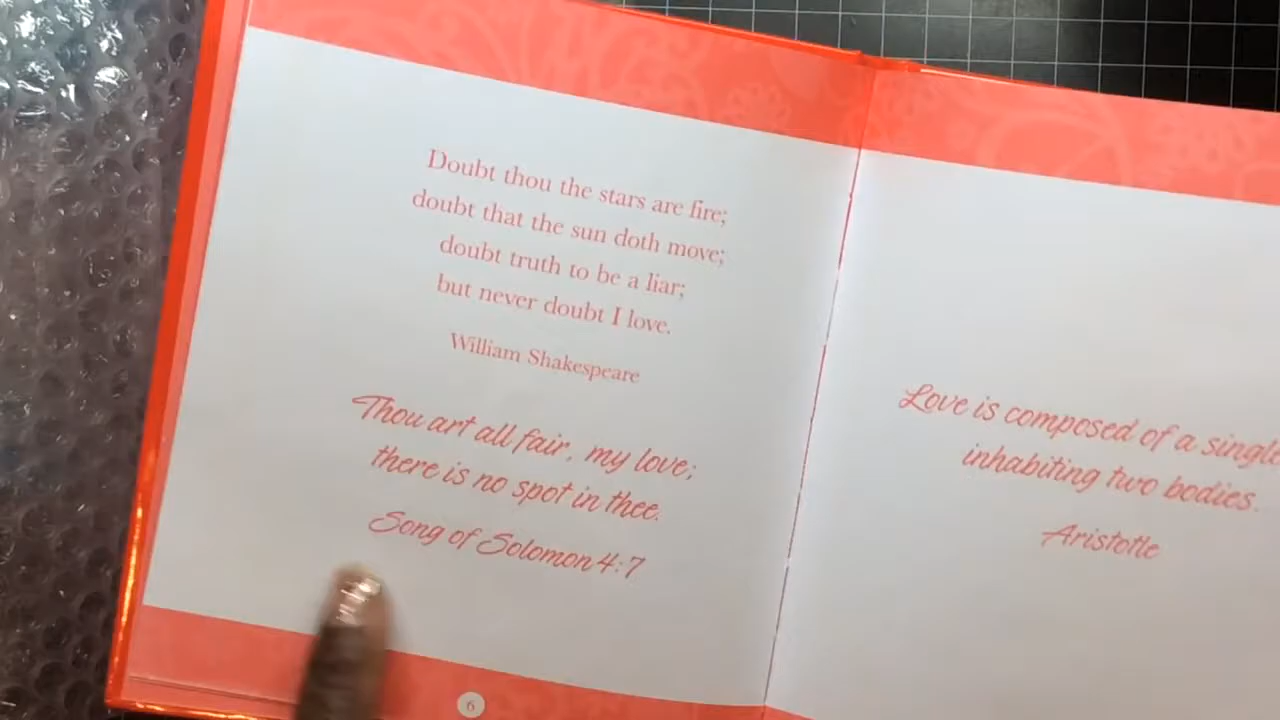 Doubt thou the stars are fire;
doubt that the sun doth move;
doubt truth to be a liar;
but never doubt I love.
William Shakespeare
Thou art all fair, my love;
there is no spot in thee.
Song of Solomon 4:7
6
Love is composed of a single
inhabiting two bodies.
Aristotle